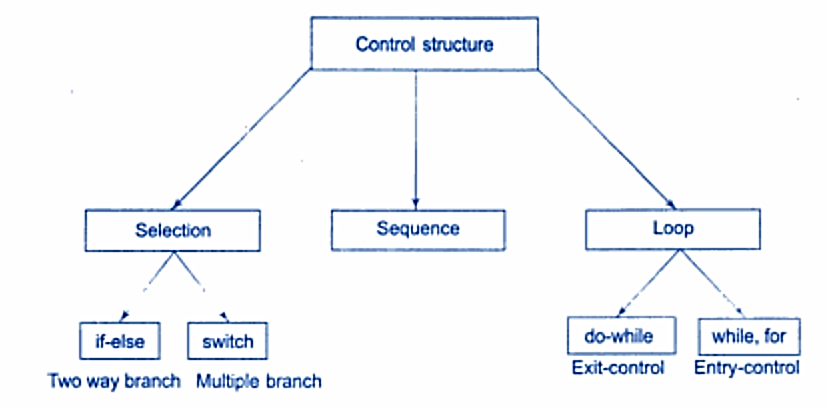 Control structure
Selection
Sequence
Loop
if-else
switch
do-while
while, for
Two way branch
Multiple branch
Exit-control
Entry-control